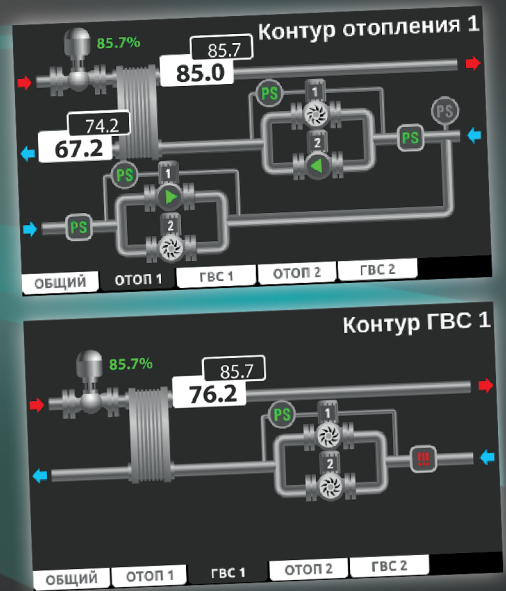 Контур отопления 1
85.7%
85.7
85.0
PS
1
PS
74.2
67.2
2
PS
PS
1
PS
2
ОБЩИЙ
ОТОП 1
ГВС 1
ОТОП 2
ГВС 2
Контур ГВС 1
85.7%
85.7
76.2
PS
1
2
!!!
ОБЩИЙ
ОТОП 1
ГВС 1
ОТОП 2
ГВС 2